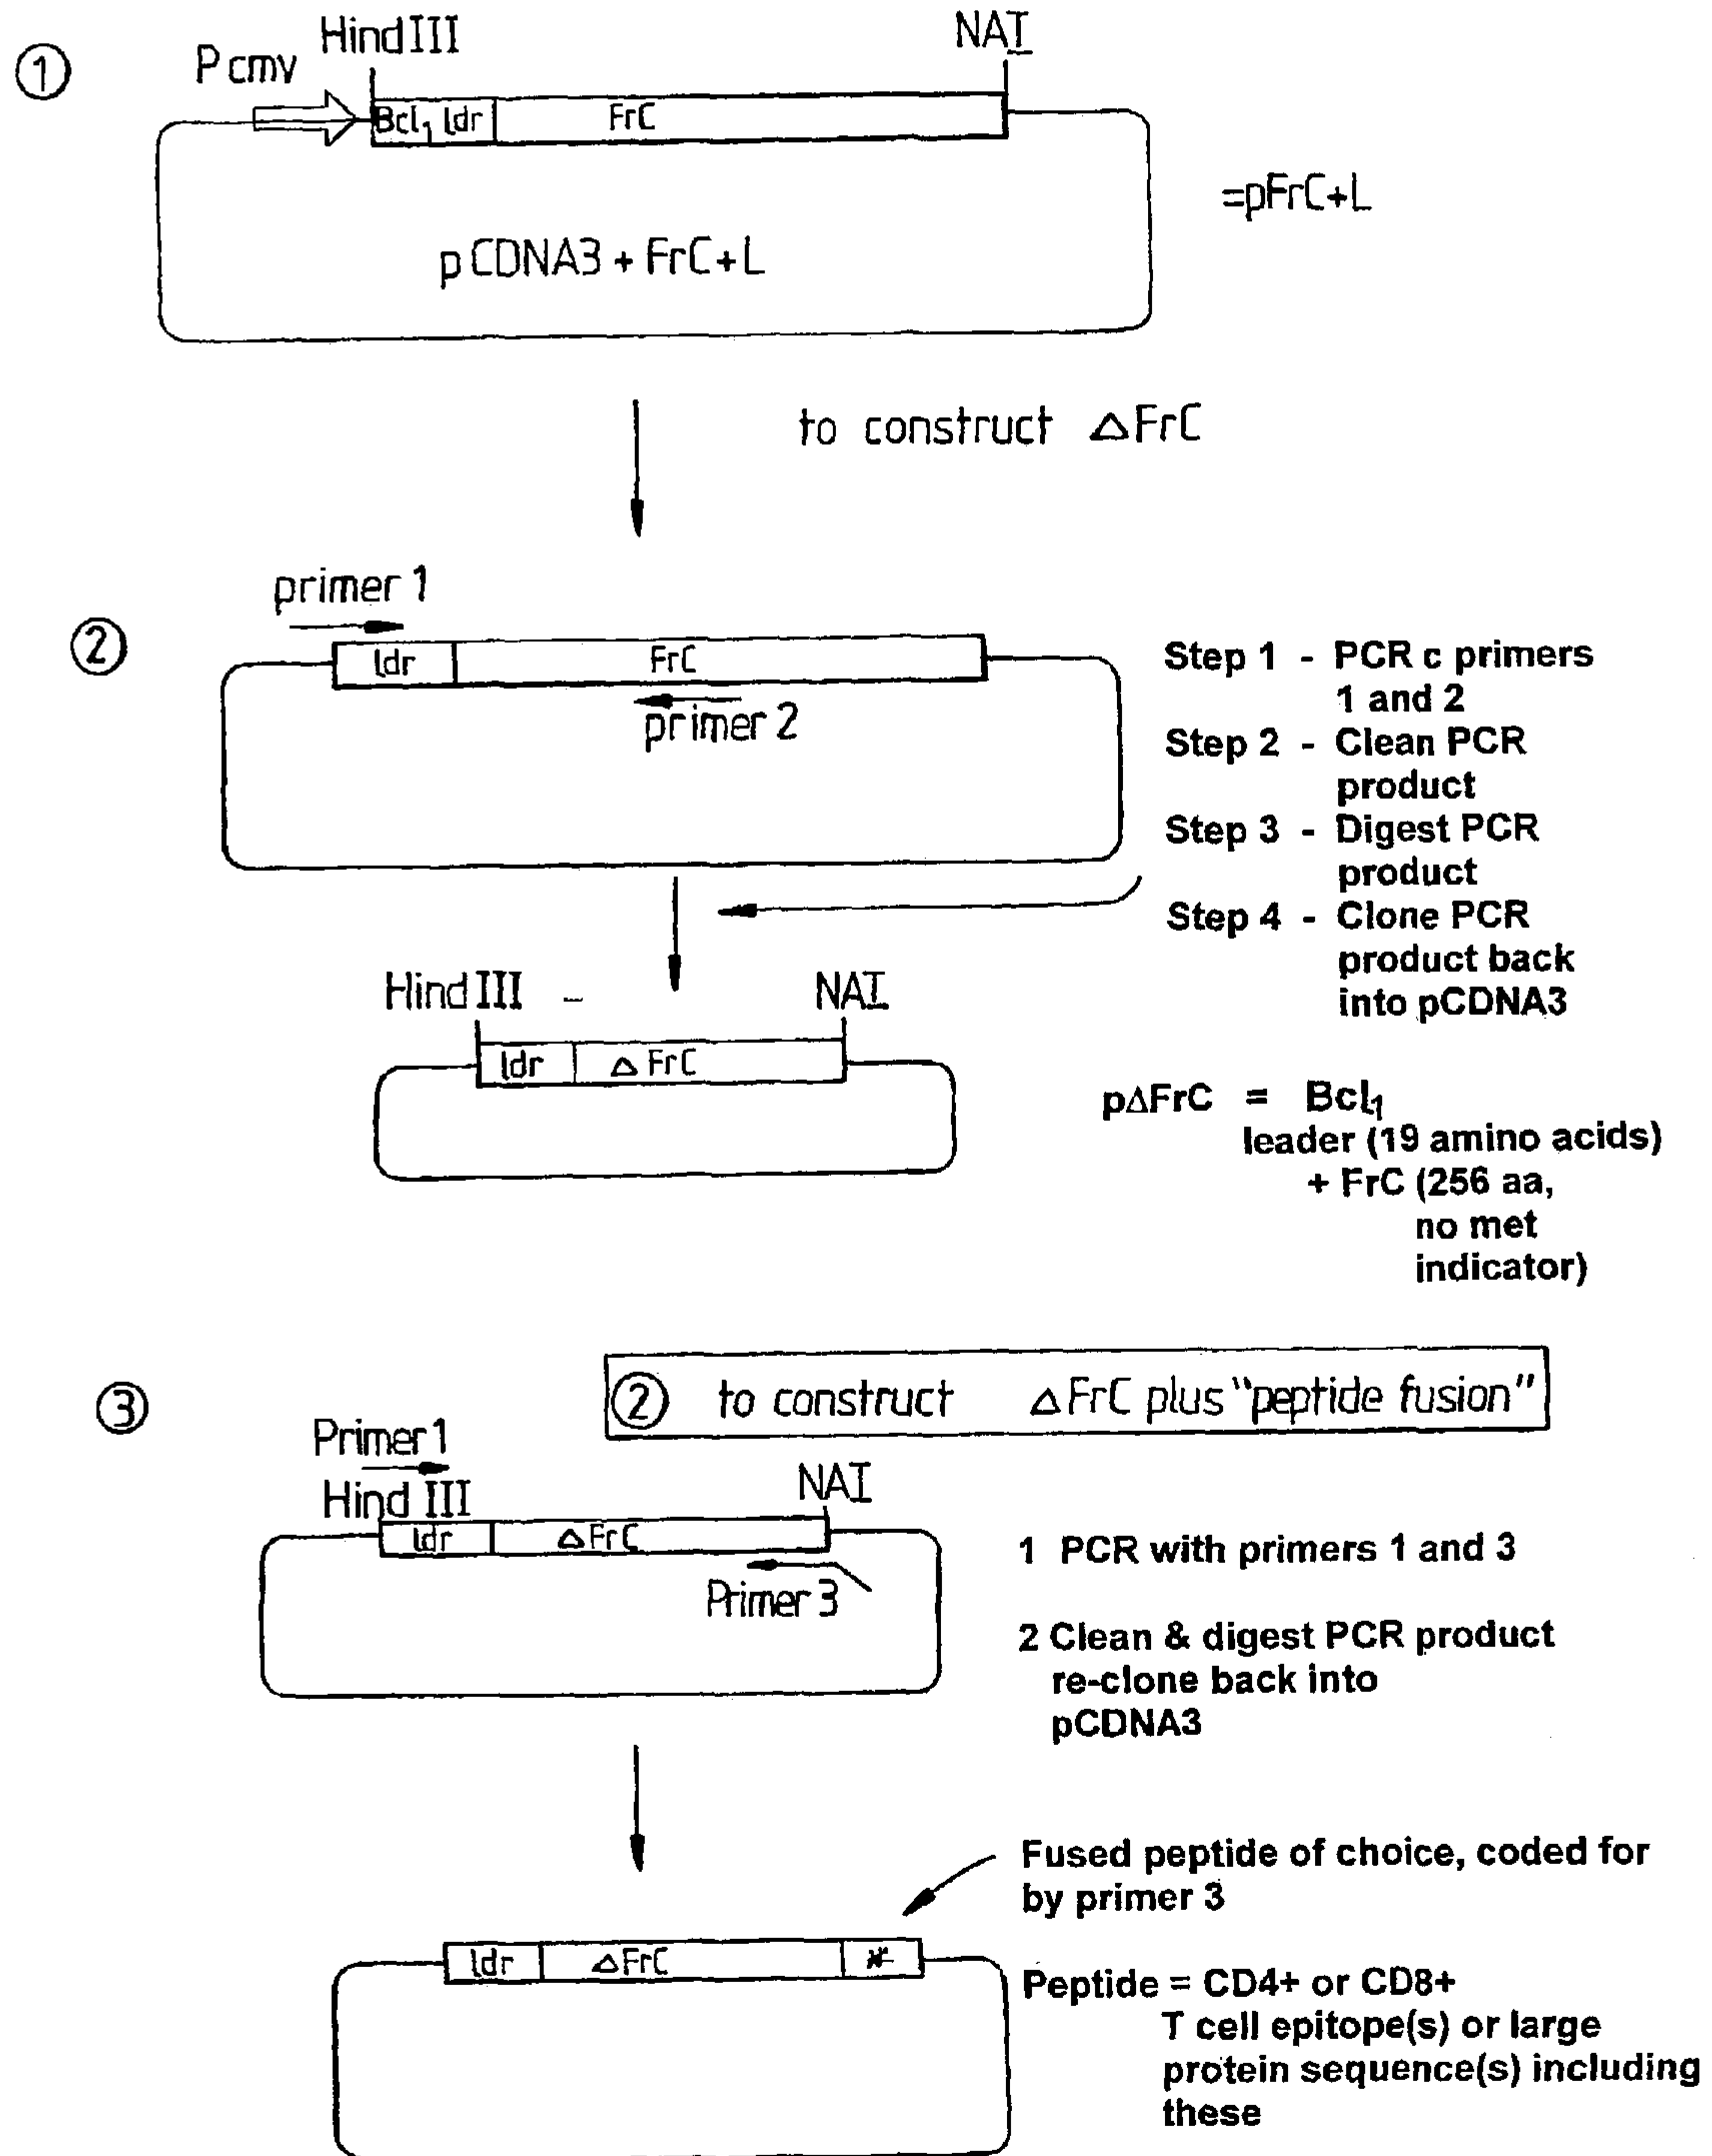 ①
P cmv
Hind III
NAI
Bcl₁ ldr
FrC
pCDNA3 + FrC+L
=pFrC+L
to construct ΔFrC
②
primer 1
ldr
FrC
primer 2
Step 1 - PCR c primers
1 and 2
Step 2 - Clean PCR
product
Step 3 - Digest PCR
product
Step 4 - Clone PCR
product back
into pCDNA3
Hind III -
NAI
ldr
Δ FrC
pΔFrC = Bcl₁
leader (19 amino acids)
+ FrC (256 aa,
no met
indicator)
③
② to construct ΔFrC plus "peptide fusion"
Primer 1
Hind III
NAI
ldr
ΔFrC
Primer 3
1 PCR with primers 1 and 3
2 Clean & digest PCR product
re-clone back into
pCDNA3
Fused peptide of choice, coded for
by primer 3
ldr
ΔFrC
*
Peptide = CD4+ or CD8+
T cell epitope(s) or large
protein sequence(s) including
these